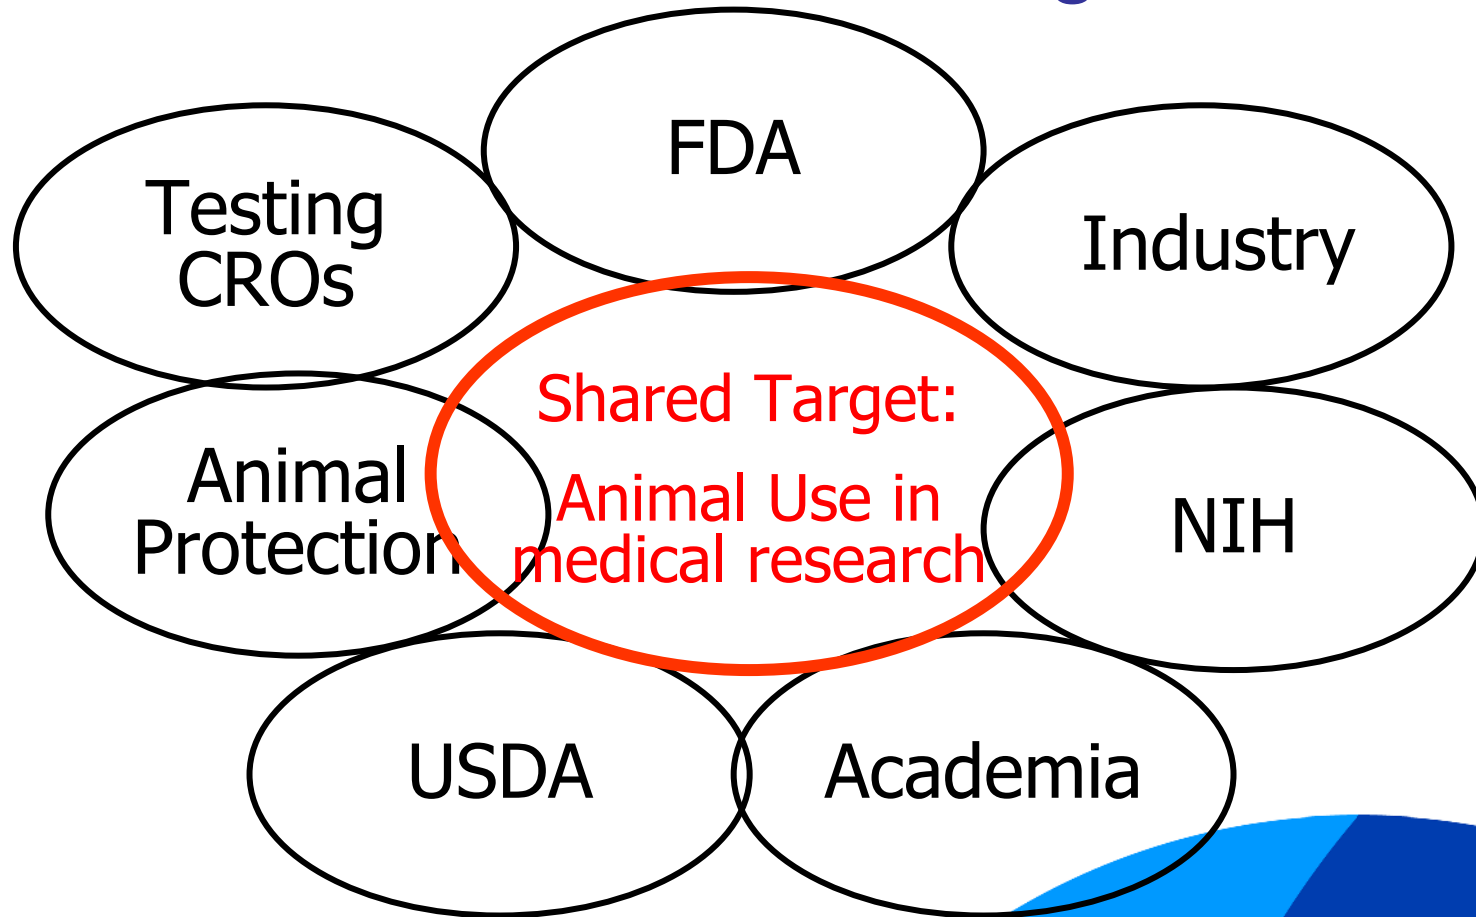 FDA
Testing
CROs
Industry
Shared Target:
Animal Use in
medical research
Animal
Protection
NIH
USDA
Academia